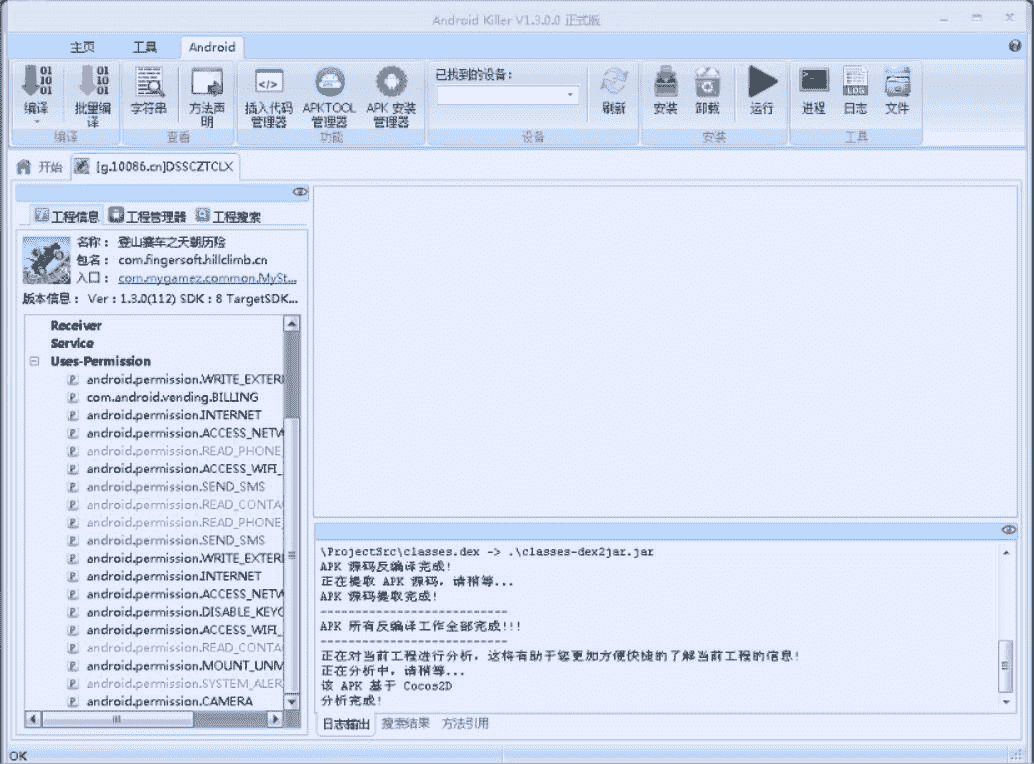 Android Killer V1.3.0.0 正式版
主页 工具 Android
编译 批量编译 字符串 方法声明 插入代码管理器 APKTOOL管理器 APK 安装管理器 已找到的设备： 刷新 安装 卸载 运行 进程 日志 文件
编译 查看 功能 设备 安装 工具
开始 [g.10086.cn]DSSCZTCLX
工程信息 工程管理器 工程搜索
名称： 登山赛车之天朝历险
包名： com.fingersoft.hillclimb.cn
入口： com.mygamez.common.MySt...
版本信息： Ver : 1.3.0(112) SDK : 8 TargetSDK...
Receiver
Service
Uses-Permission
android.permission.WRITE_EXTERI
com.android.vending.BILLING
android.permission.INTERNET
android.permission.ACCESS_NETW
android.permission.READ_PHONE_
android.permission.ACCESS_WIFI_
android.permission.SEND_SMS
android.permission.READ_CONTA
android.permission.READ_PHONE_
android.permission.SEND_SMS
android.permission.WRITE_EXTERI
android.permission.INTERNET
android.permission.ACCESS_NETW
android.permission.DISABLE_KEYG
android.permission.ACCESS_WIFI_
android.permission.READ_CONTA
android.permission.MOUNT_UNM
android.permission.SYSTEM_ALER
android.permission.CAMERA
\ProjectSrc\classes.dex -> .\classes-dex2jar.jar
APK 源码反编译完成!
正在提取 APK 源码，请稍等...
APK 源码提取完成!
---------------------------
APK 所有反编译工作全部完成!!!
---------------------------
正在对当前工程进行分析，这将有助于您更加方便快捷的了解当前工程的信息!
正在分析中，请稍等...
该 APK 基于 Cocos2D
分析完成!
日志输出 搜索结果 方法引用
OK